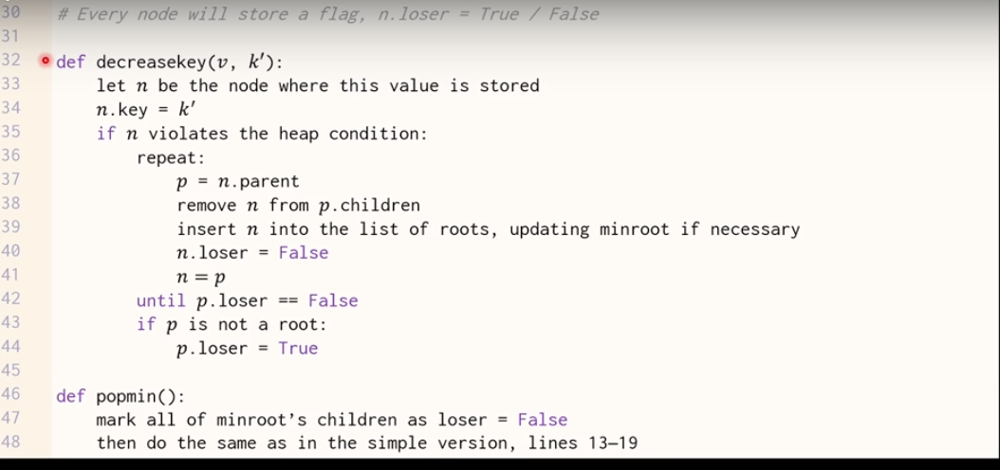 30 # Every node will store a flag, n.loser = True / False
31
32 def decreasekey(v, k′):
33 let n be the node where this value is stored
34 n.key = k′
35 if n violates the heap condition:
36 repeat:
37 p = n.parent
38 remove n from p.children
39 insert n into the list of roots, updating minroot if necessary
40 n.loser = False
41 n = p
42 until p.loser == False
43 if p is not a root:
44 p.loser = True
45
46 def popmin():
47 mark all of minroot’s children as loser = False
48 then do the same as in the simple version, lines 13–19